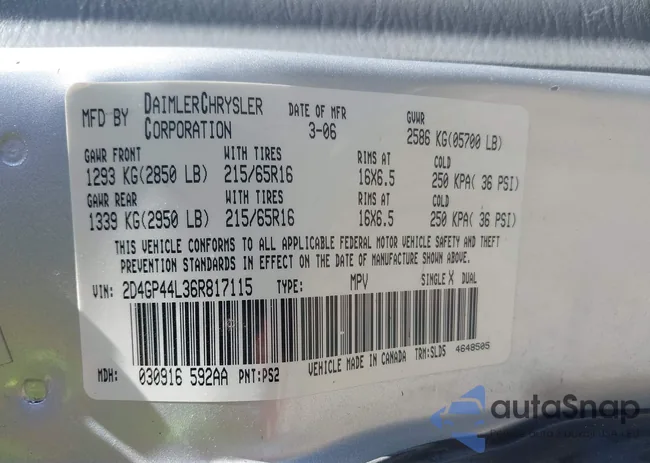 MFD BY DAIMLERCHRYSLER CORPORATION DATE OF MFR 3-06 GVWR 2586 KG(05700 LB)
GAWR FRONT WITH TIRES RIMS AT COLD
1293 KG(2850 LB) 215/65R16 16X6.5 250 KPA( 36 PSI)
GAWR REAR WITH TIRES RIMS AT COLD
1339 KG(2950 LB) 215/65R16 16X6.5 250 KPA( 36 PSI)
THIS VEHICLE CONFORMS TO ALL APPLICABLE FEDERAL MOTOR VEHICLE SAFETY AND THEFT
PREVENTION STANDARDS IN EFFECT ON THE DATE OF MANUFACTURE SHOWN ABOVE.
VIN: 2D4GP44L36R817115 TYPE: MPV SINGLE X DUAL
VEHICLE MADE IN CANADA TRM:SLD5 4648505
MDH: 030916 592AA PNT:PS2
autoSnap